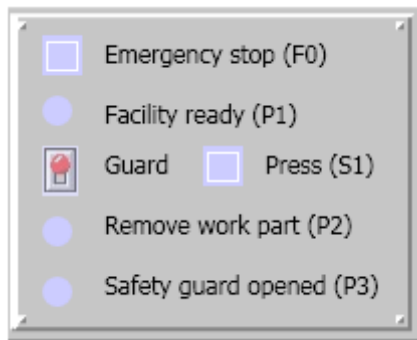 Emergency stop (F0)
Facility ready (P1)
Guard Press (S1)
Remove work part (P2)
Safety guard opened (P3)